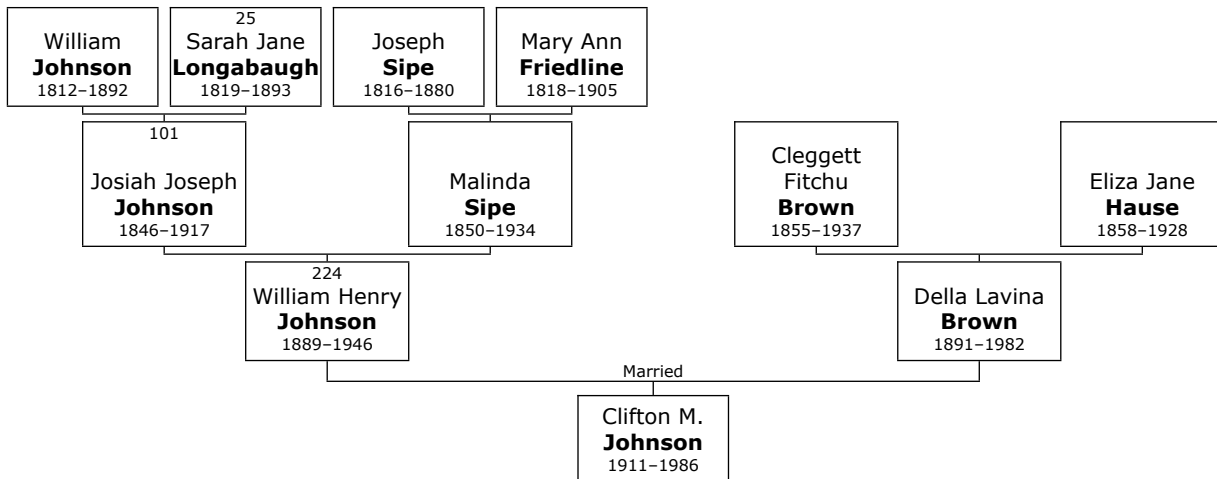 William
Johnson
1812–1892
25
Sarah Jane
Longabaugh
1819–1893
Joseph
Sipe
1816–1880
Mary Ann
Friedline
1818–1905
101
Josiah Joseph
Johnson
1846–1917
Malinda
Sipe
1850–1934
Cleggett
Fitchu
Brown
1855–1937
Eliza Jane
Hause
1858–1928
224
William Henry
Johnson
1889–1946
Della Lavina
Brown
1891–1982
Married
Clifton M.
Johnson
1911–1986